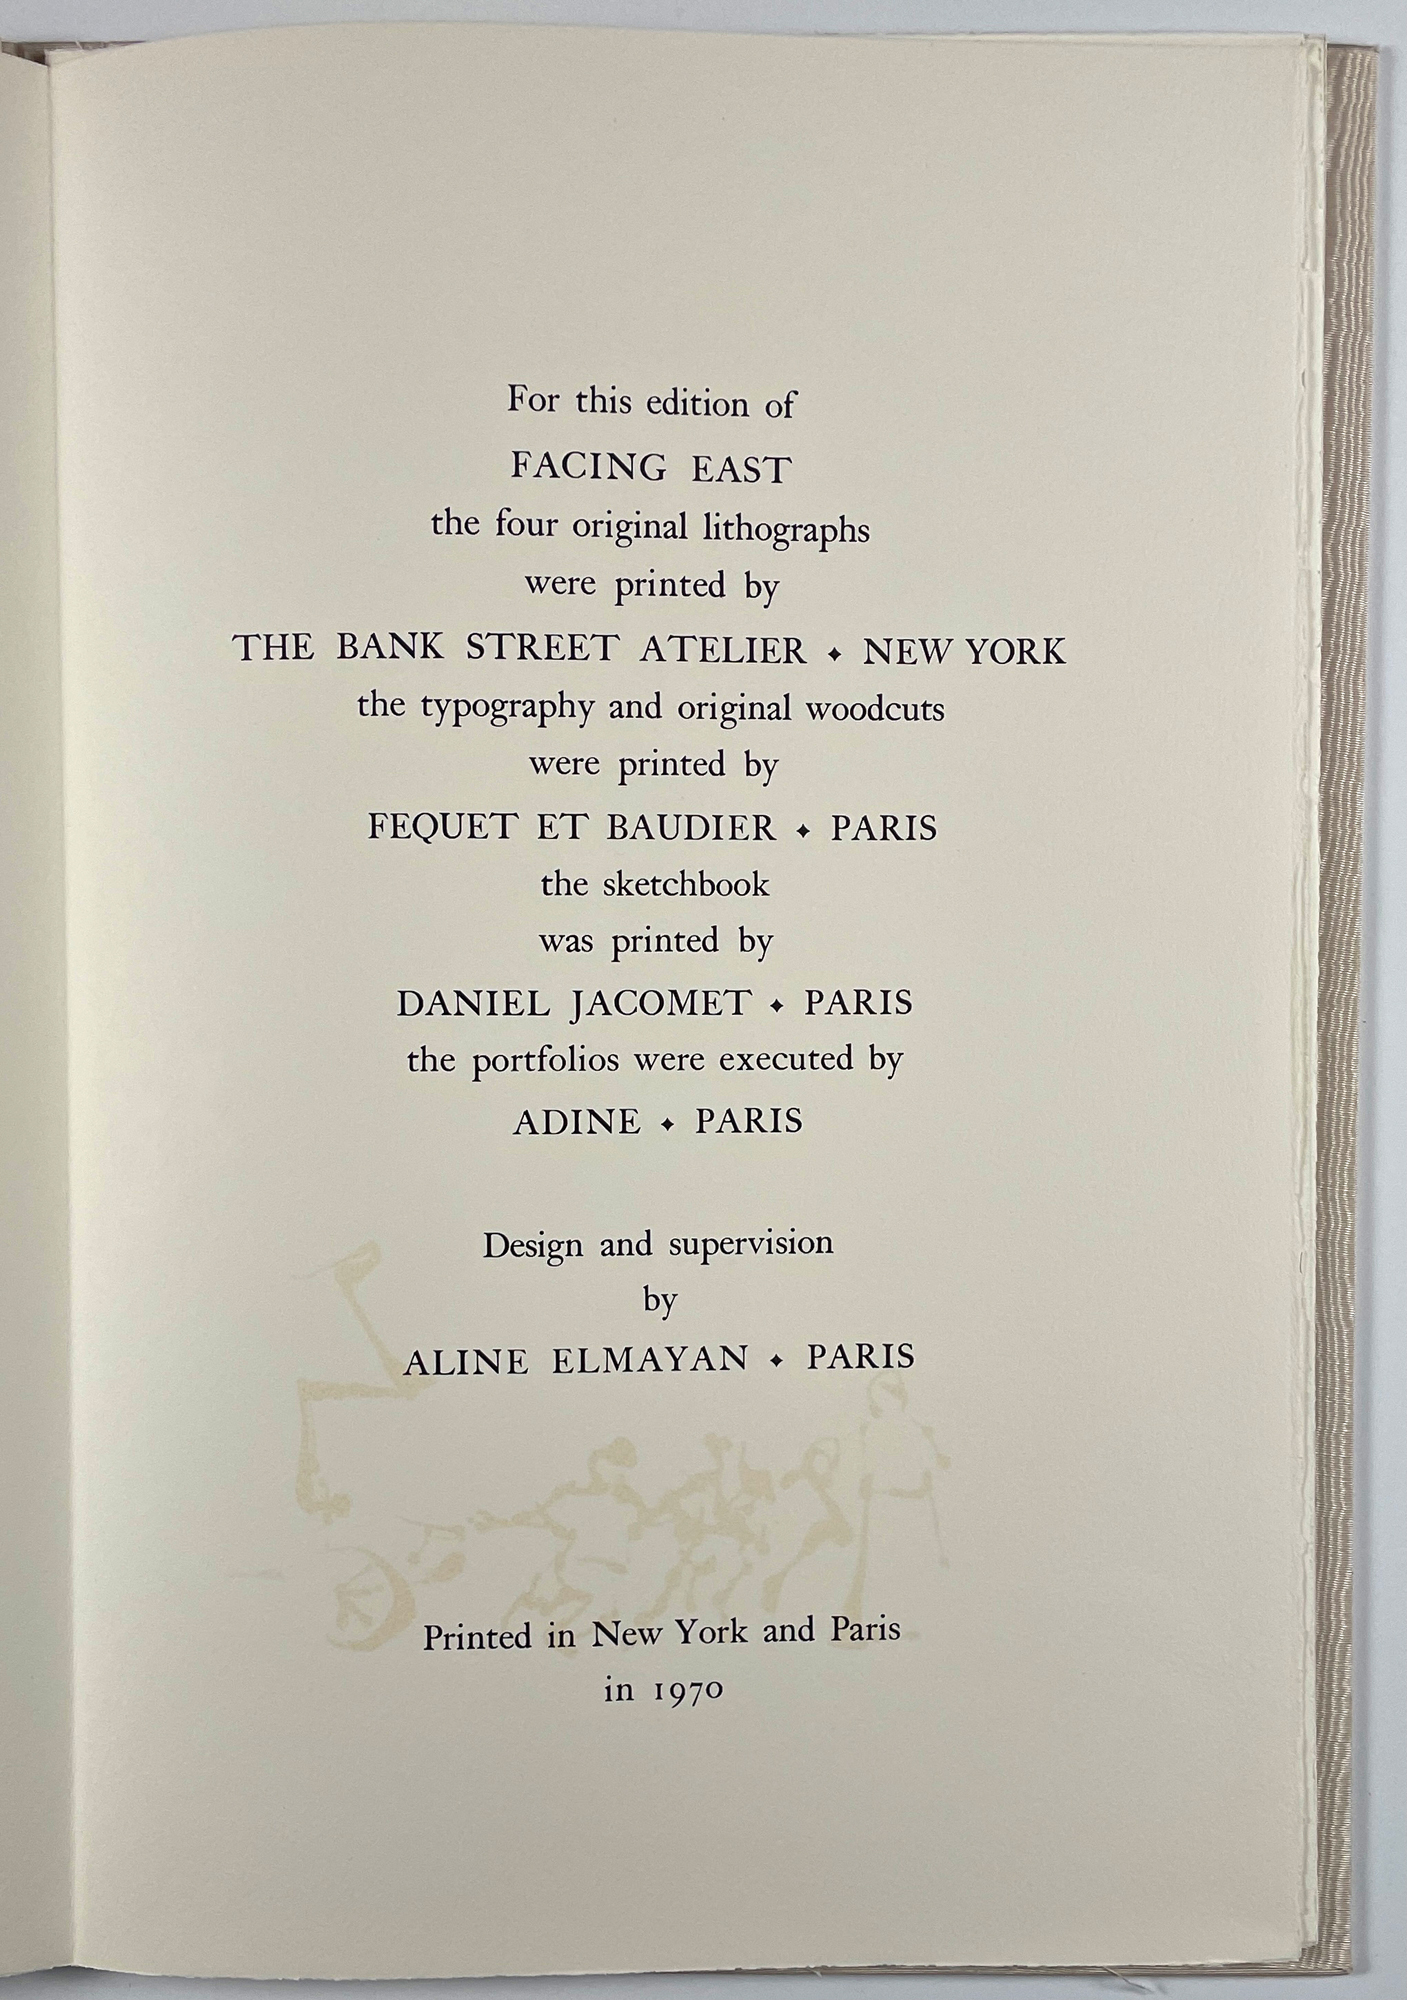 For this edition of
FACING EAST
the four original lithographs
were printed by
THE BANK STREET ATELIER ✦ NEW YORK
the typography and original woodcuts
were printed by
FEQUET ET BAUDIER ✦ PARIS
the sketchbook
was printed by
DANIEL JACOMET ✦ PARIS
the portfolios were executed by
ADINE ✦ PARIS
Design and supervision
by
ALINE ELMAYAN ✦ PARIS
Printed in New York and Paris
in 1970